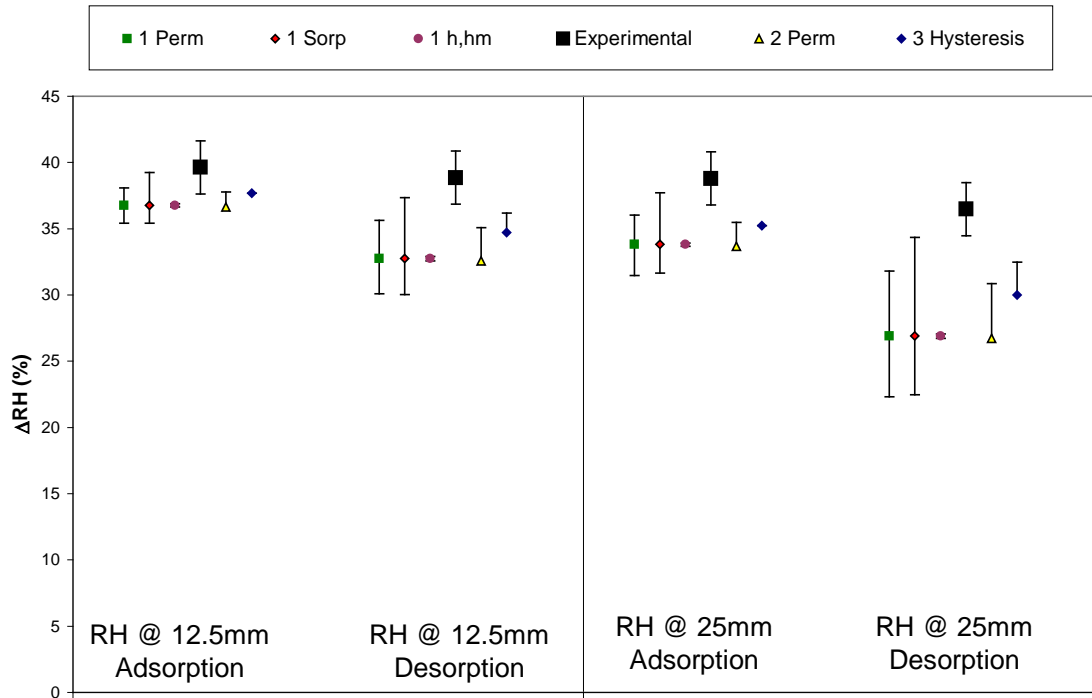 1 Perm 1 Sorp 1 h,hm Experimental 2 Perm 3 Hysteresis
45
40
35
30
25
20
15
10
5
0
ΔRH (%)
RH @ 12.5mm
Adsorption
RH @ 12.5mm
Desorption
RH @ 25mm
Adsorption
RH @ 25mm
Desorption